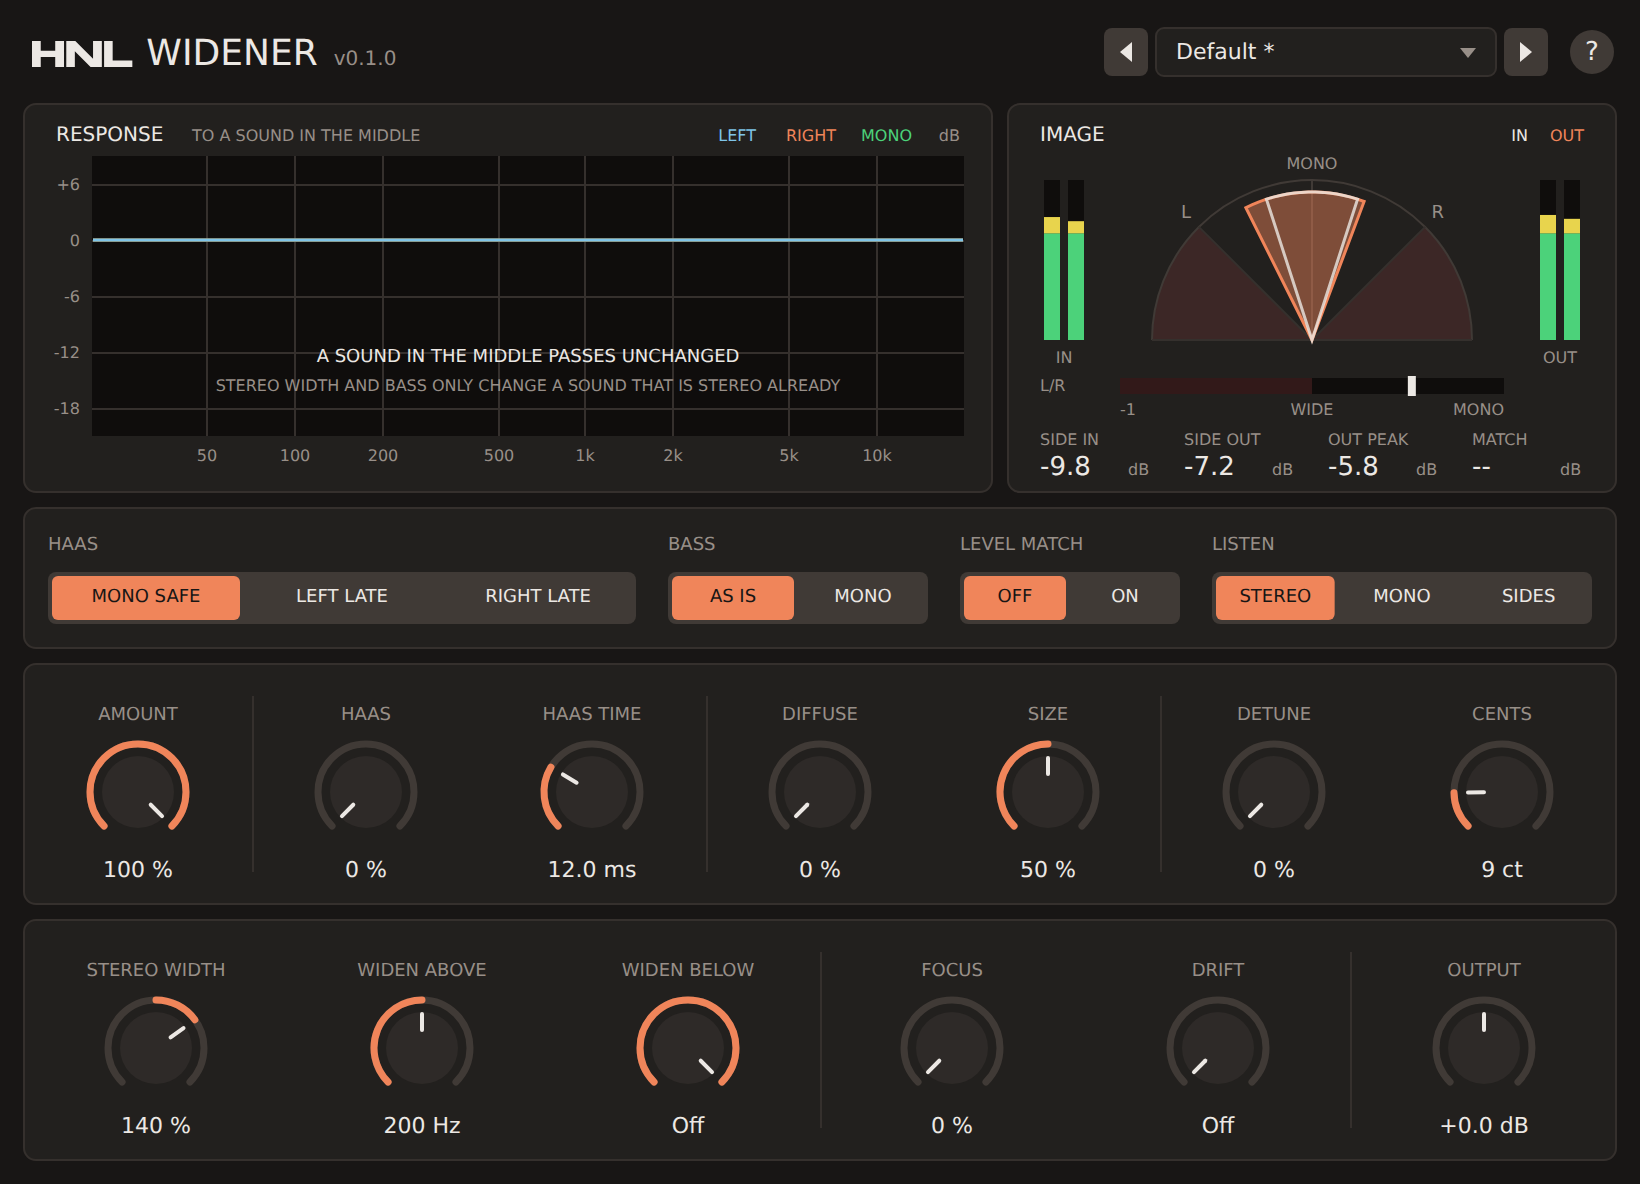 HNL WIDENER v0.1.0
Default *
?
RESPONSE TO A SOUND IN THE MIDDLE LEFT RIGHT MONO dB
+6
0
-6
-12
-18
A SOUND IN THE MIDDLE PASSES UNCHANGED
STEREO WIDTH AND BASS ONLY CHANGE A SOUND THAT IS STEREO ALREADY
50 100 200 500 1k 2k 5k 10k
IMAGE IN OUT
MONO
L R
IN OUT
L/R
-1 WIDE MONO
SIDE IN SIDE OUT OUT PEAK MATCH
-9.8 dB -7.2 dB -5.8 dB -- dB
HAAS BASS LEVEL MATCH LISTEN
MONO SAFE LEFT LATE RIGHT LATE AS IS MONO OFF ON STEREO MONO SIDES
AMOUNT HAAS HAAS TIME DIFFUSE SIZE DETUNE CENTS
100 % 0 % 12.0 ms 0 % 50 % 0 % 9 ct
STEREO WIDTH WIDEN ABOVE WIDEN BELOW FOCUS DRIFT OUTPUT
140 % 200 Hz Off 0 % Off +0.0 dB